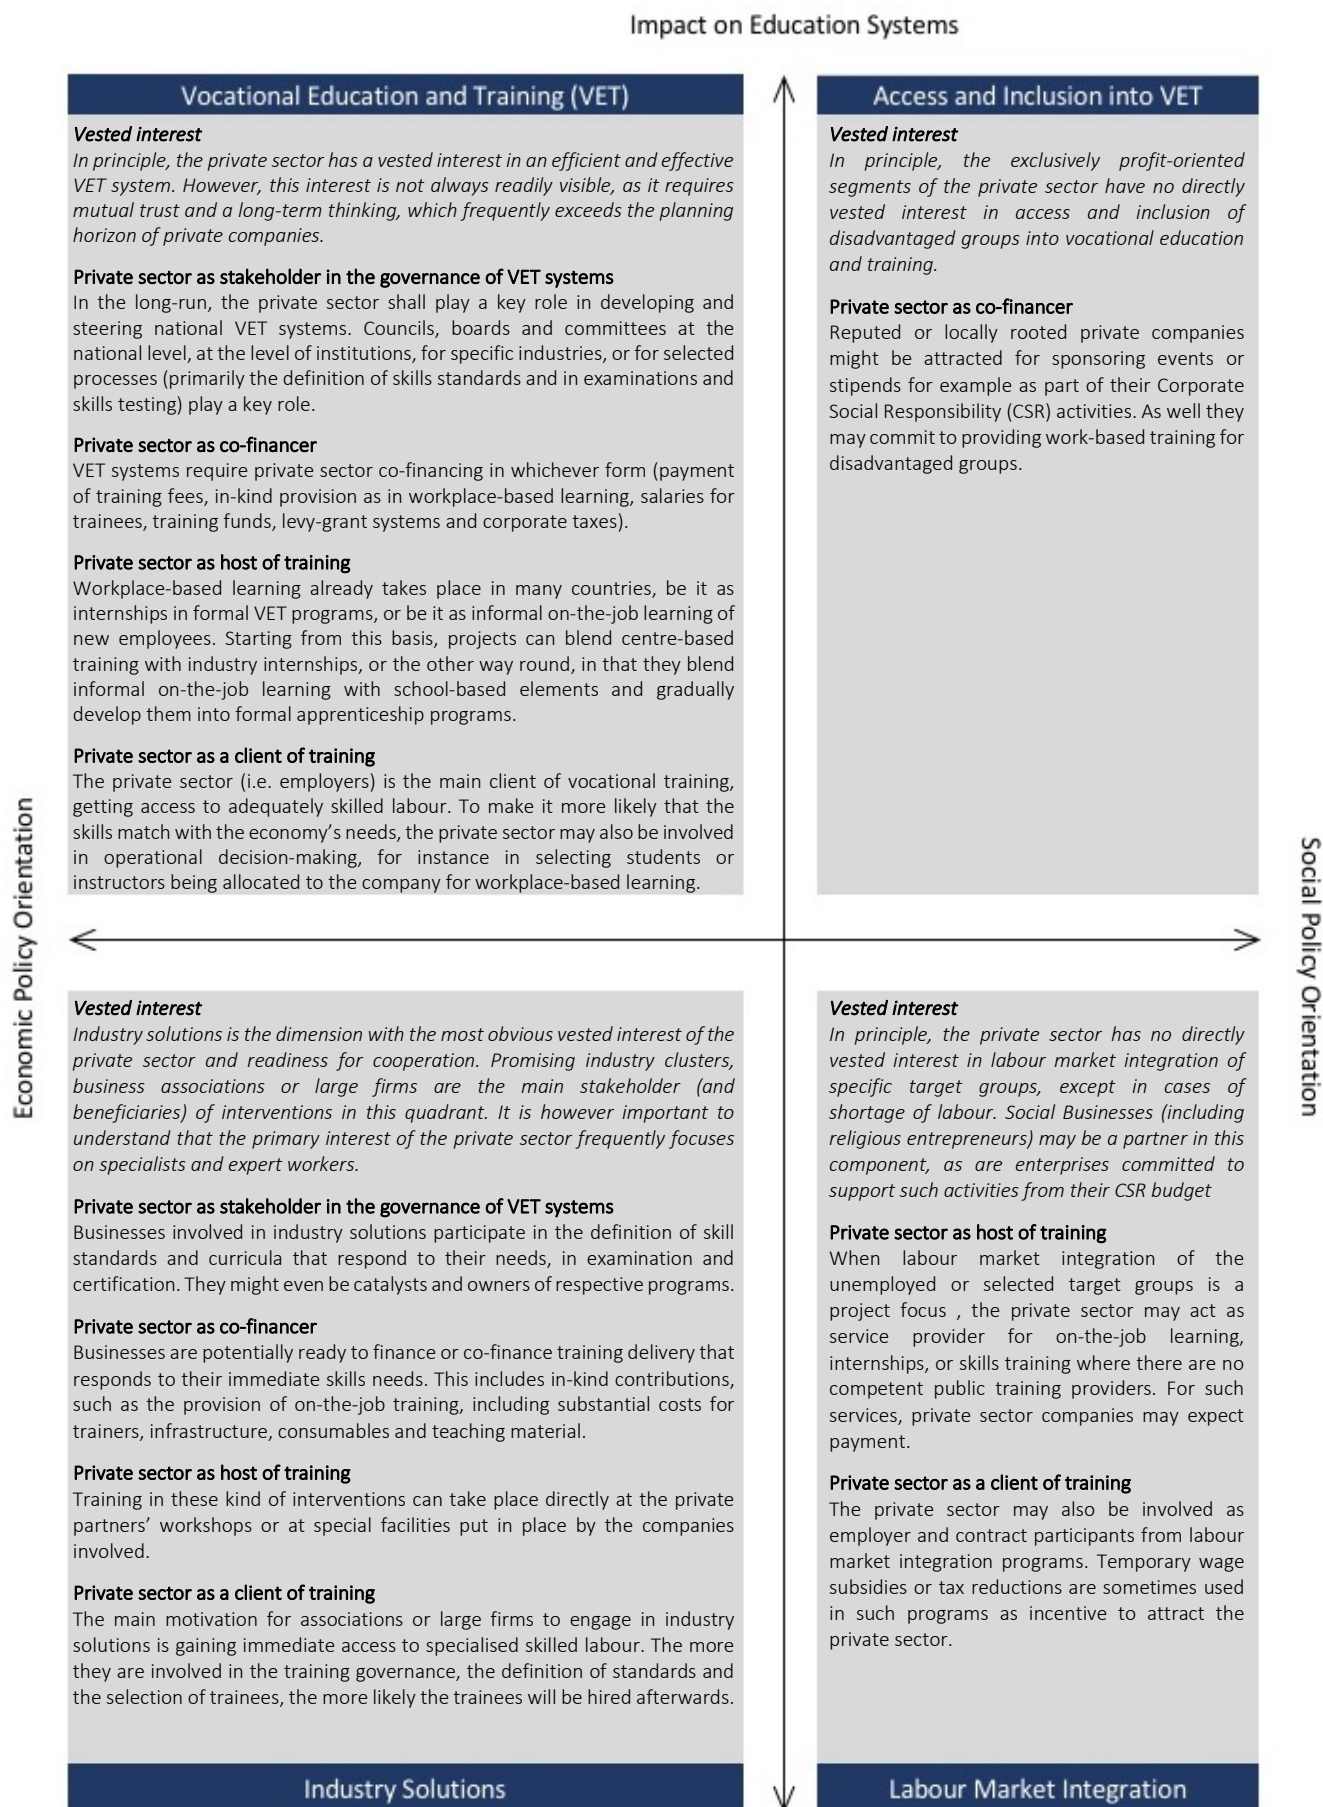 Impact on Education Systems
Vocational Education and Training (VET)
Vested interest
In principle, the private sector has a vested interest in an efficient and effective
VET system. However, this interest is not always readily visible, as it requires
mutual trust and a long-term thinking, which frequently exceeds the planning
horizon of private companies.
Private sector as stakeholder in the governance of VET systems
In the long-run, the private sector shall play a key role in developing and
steering national VET systems. Councils, boards and committees at the
national level, at the level of institutions, for specific industries, or for selected
processes (primarily the definition of skills standards and in examinations and
skills testing) play a key role.
Private sector as co-financer
VET systems require private sector co-financing in whichever form (payment
of training fees, in-kind provision as in workplace-based learning, salaries for
trainees, training funds, levy-grant systems and corporate taxes).
Private sector as host of training
Workplace-based learning already takes place in many countries, be it as
internships in formal VET programs, or be it as informal on-the-job learning of
new employees. Starting from this basis, projects can blend centre-based
training with industry internships, or the other way round, in that they blend
informal on-the-job learning with school-based elements and gradually
develop them into formal apprenticeship programs.
Private sector as a client of training
The private sector (i.e. employers) is the main client of vocational training,
getting access to adequately skilled labour. To make it more likely that the
skills match with the economy's needs, the private sector may also be involved
in operational decision-making, for instance in selecting students or
instructors being allocated to the company for workplace-based learning.
Access and Inclusion into VET
Vested interest
In principle, the exclusively profit-oriented
segments of the private sector have no directly
vested interest in access and inclusion of
disadvantaged groups into vocational education
and training.
Private sector as co-financer
Reputed or locally rooted private companies
might be attracted for sponsoring events or
stipends for example as part of their Corporate
Social Responsibility (CSR) activities. As well they
may commit to providing work-based training for
disadvantaged groups.
Economic Policy Orientation
Social Policy Orientation
Vested interest
Industry solutions is the dimension with the most obvious vested interest of the
private sector and readiness for cooperation. Promising industry clusters,
business associations or large firms are the main stakeholder (and
beneficiaries) of interventions in this quadrant. It is however important to
understand that the primary interest of the private sector frequently focuses
on specialists and expert workers.
Private sector as stakeholder in the governance of VET systems
Businesses involved in industry solutions participate in the definition of skill
standards and curricula that respond to their needs, in examination and
certification. They might even be catalysts and owners of respective programs.
Private sector as co-financer
Businesses are potentially ready to finance or co-finance training delivery that
responds to their immediate skills needs. This includes in-kind contributions,
such as the provision of on-the-job training, including substantial costs for
trainers, infrastructure, consumables and teaching material.
Private sector as host of training
Training in these kind of interventions can take place directly at the private
partners' workshops or at special facilities put in place by the companies
involved.
Private sector as a client of training
The main motivation for associations or large firms to engage in industry
solutions is gaining immediate access to specialised skilled labour. The more
they are involved in the training governance, the definition of standards and
the selection of trainees, the more likely the trainees will be hired afterwards.
Industry Solutions
Vested interest
In principle, the private sector has no directly
vested interest in labour market integration of
specific target groups, except in cases of
shortage of labour. Social Businesses (including
religious entrepreneurs) may be a partner in this
component, as are enterprises committed to
support such activities from their CSR budget
Private sector as host of training
When labour market integration of the
unemployed or selected target groups is a
project focus , the private sector may act as
service provider for on-the-job learning,
internships, or skills training where there are no
competent public training providers. For such
services, private sector companies may expect
payment.
Private sector as a client of training
The private sector may also be involved as
employer and contract participants from labour
market integration programs. Temporary wage
subsidies or tax reductions are sometimes used
in such programs as incentive to attract the
private sector.
Labour Market Integration